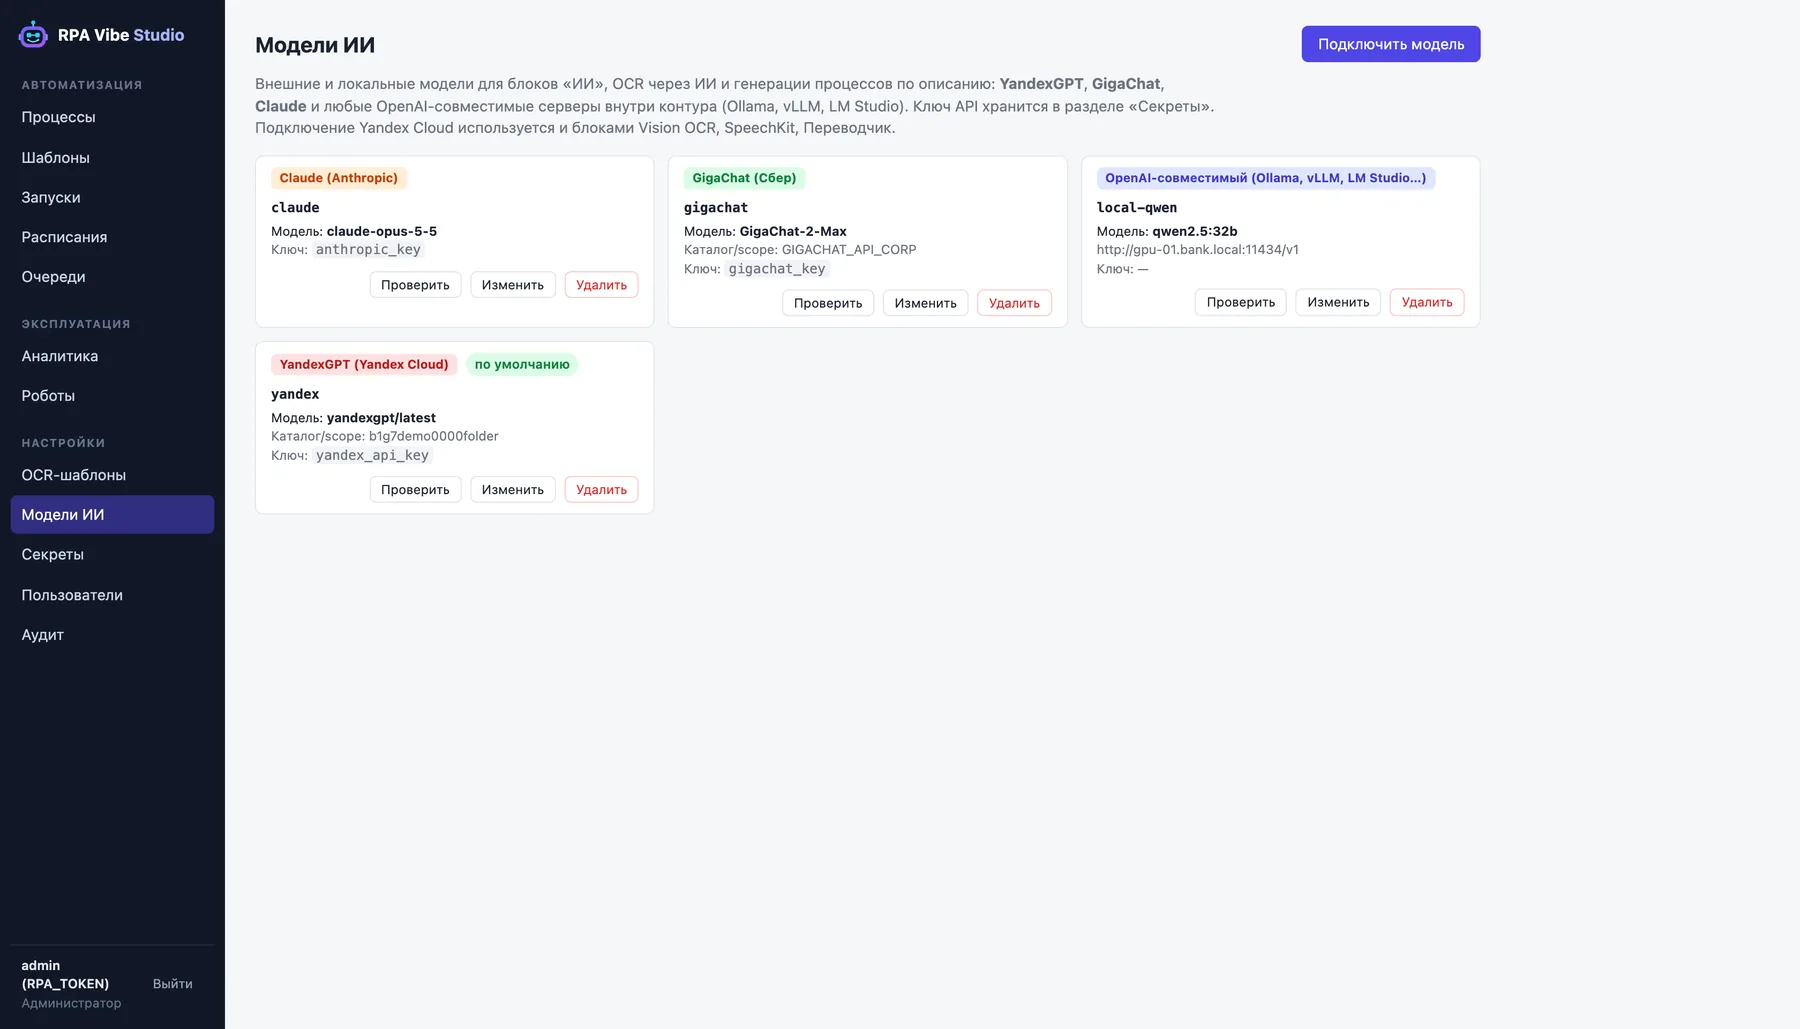 RPA Vibe Studio
АВТОМАТИЗАЦИЯ
Процессы
Шаблоны
Запуски
Расписания
Очереди
ЭКСПЛУАТАЦИЯ
Аналитика
Роботы
НАСТРОЙКИ
OCR-шаблоны
Модели ИИ
Секреты
Пользователи
Аудит
admin
(RPA_TOKEN)
Выйти
Администратор
Модели ИИ
Подключить модель
Внешние и локальные модели для блоков «ИИ», OCR через ИИ и генерации процессов по описанию: YandexGPT, GigaChat,
Claude и любые OpenAI-совместимые серверы внутри контура (Ollama, vLLM, LM Studio). Ключ API хранится в разделе «Секреты».
Подключение Yandex Cloud используется и блоками Vision OCR, SpeechKit, Переводчик.
Claude (Anthropic)
claude
Модель: claude-opus-5-5
Ключ: anthropic_key
Проверить Изменить Удалить
GigaChat (Сбер)
gigachat
Модель: GigaChat-2-Max
Каталог/scope: GIGACHAT_API_CORP
Ключ: gigachat_key
Проверить Изменить Удалить
OpenAI-совместимый (Ollama, vLLM, LM Studio...)
local-qwen
Модель: qwen2.5:32b
http://gpu-01.bank.local:11434/v1
Ключ: —
Проверить Изменить Удалить
YandexGPT (Yandex Cloud) по умолчанию
yandex
Модель: yandexgpt/latest
Каталог/scope: b1g7demo0000folder
Ключ: yandex_api_key
Проверить Изменить Удалить